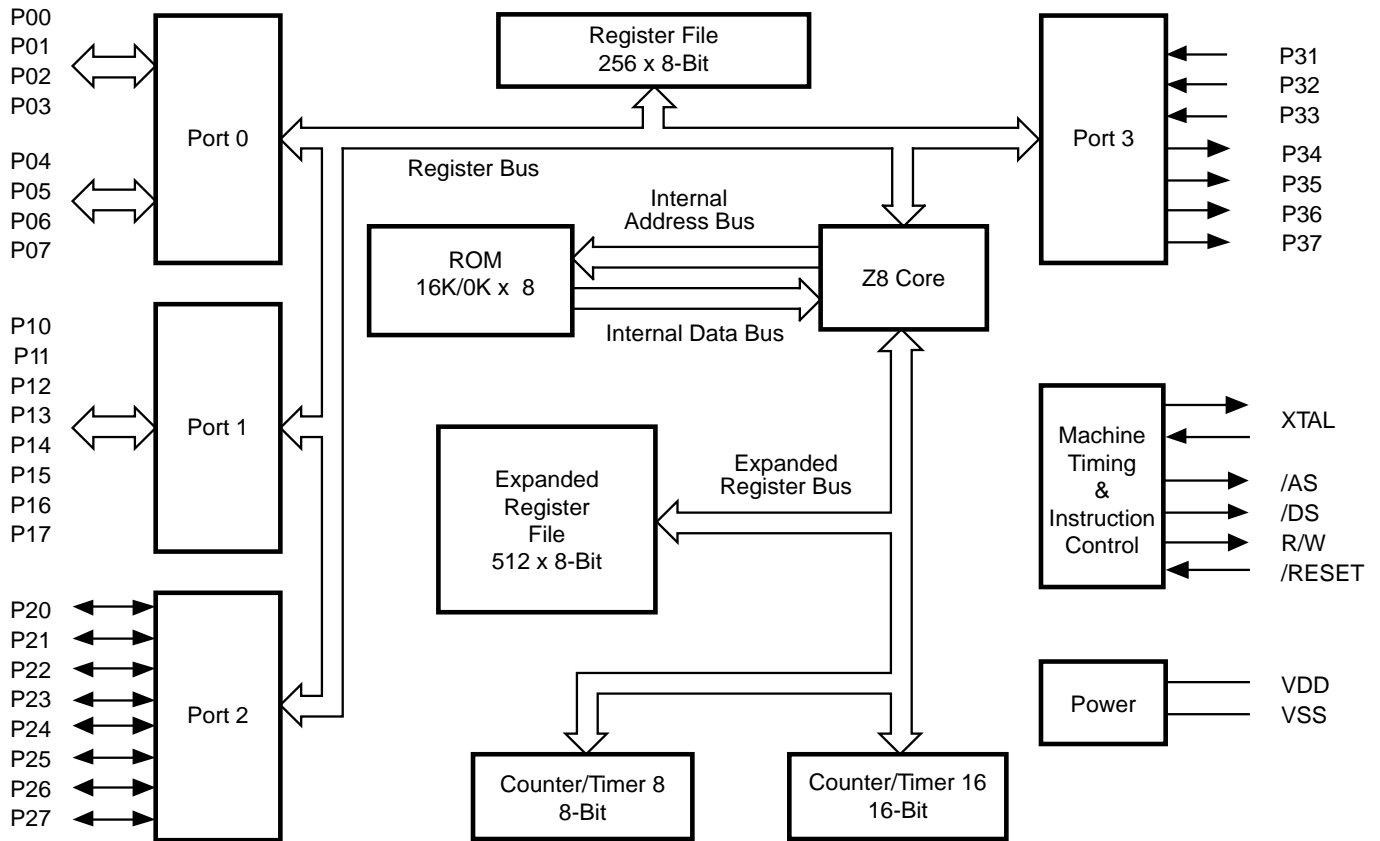 P00
P01
P02
P03
P04
P05
P06
P07
Port 0
Register File
256 x 8-Bit
Register Bus
Port 3
P31
P32
P33
P34
P35
P36
P37
Internal
Address Bus
ROM
16K/0K x 8
Z8 Core
Internal Data Bus
P10
P11
P12
P13
P14
P15
P16
P17
Port 1
Expanded
Register
File
512 x 8-Bit
Expanded
Register Bus
Machine
Timing
&
Instruction
Control
XTAL
/AS
/DS
R/W
/RESET
P20
P21
P22
P23
P24
P25
P26
P27
Port 2
Counter/Timer 8
8-Bit
Counter/Timer 16
16-Bit
Power
VDD
VSS